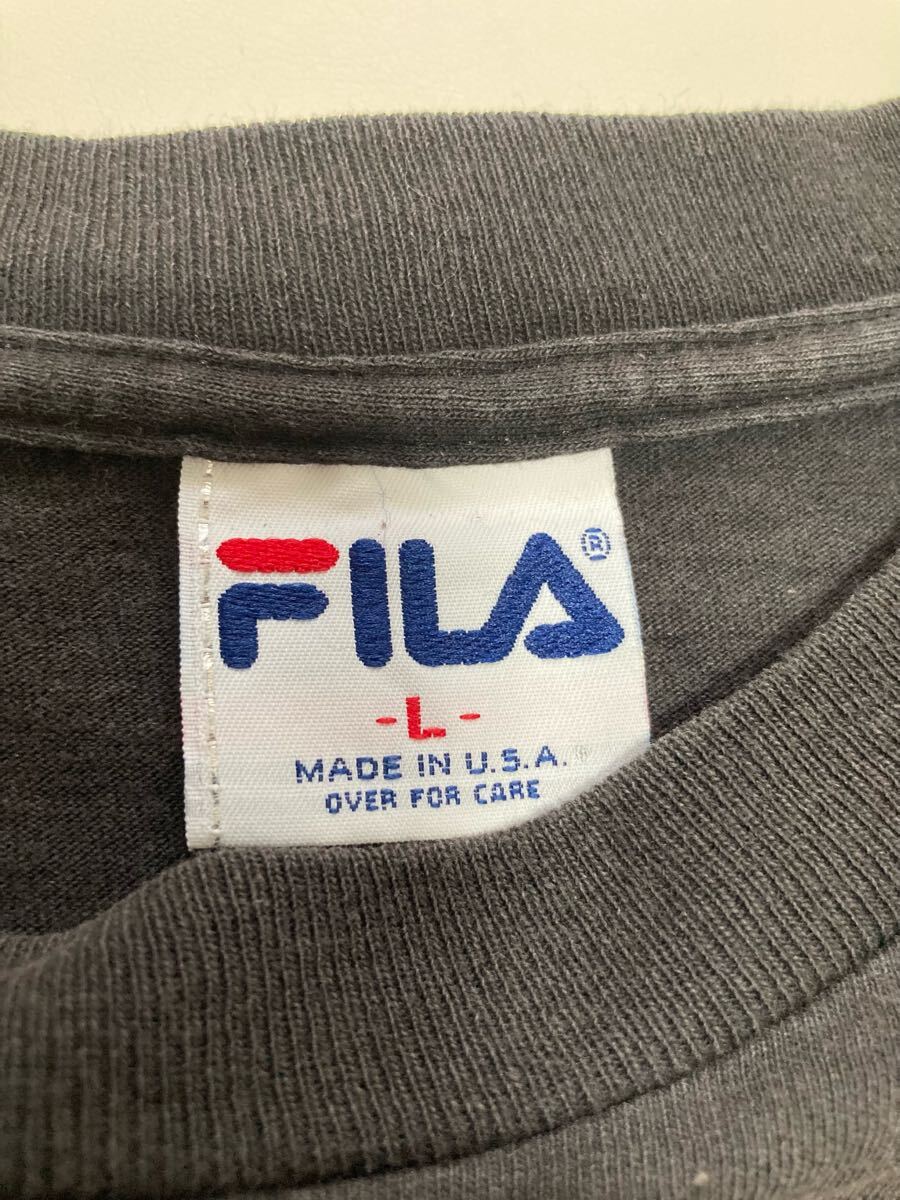 FILA®
-L-
MADE IN U.S.A.
OVER FOR CARE